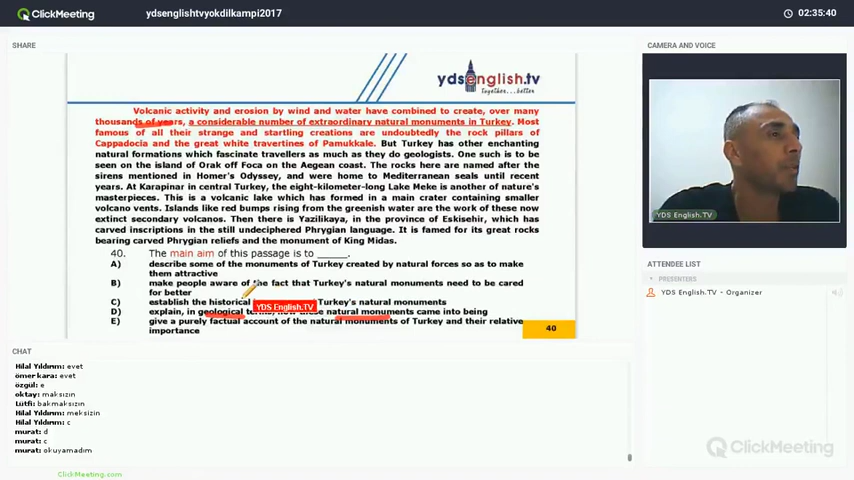 ClickMeeting
ydsenglishtvyokdilkampi2017
02:35:40
SHARE
CAMERA AND VOICE
ydsenglish.tv
together... better
Volcanic activity and erosion by wind and water have combined to create, over many
thousands of years, a considerable number of extraordinary natural monuments in Turkey. Most
famous of all their strange and startling creations are undoubtedly the rock pillars of
Cappadocia and the great white travertines of Pamukkale. But Turkey has other enchanting
natural formations which fascinate travellers as much as they do geologists. One such is to be
seen on the island of Orak off Foca on the Aegean coast. The rocks here are named after the
sirens mentioned in Homer's Odyssey, and were home to Mediterranean seals until recent
years. At Karapinar in central Turkey, the eight-kilometer-long Lake Meke is another of nature's
masterpieces. This is a volcanic lake which has formed in a main crater containing smaller
volcano vents. Islands like red bumps rising from the greenish water are the work of these now
extinct secondary volcanos. Then there is Yazilikaya, in the province of Eskisehir, which has
carved inscriptions in the still undeciphered Phrygian language. It is famed for its great rocks
bearing carved Phrygian reliefs and the monument of King Midas.
40. The main aim of this passage is to _____.
A) describe some of the monuments of Turkey created by natural forces so as to make
them attractive
B) make people aware of the fact that Turkey's natural monuments need to be cared
for better
C) establish the historical Turkey's natural monuments
D) explain, in geological terms, how these natural monuments came into being
E) give a purely factual account of the natural monuments of Turkey and their relative
importance
YDS English.TV
40
YDS English.TV
ATTENDEE LIST
PRESENTERS
YDS English.TV - Organizer
CHAT
Hilal Yıldırım: evet
ömer kara: evet
özgül: e
oktay: maksızın
Lütfi: bakmaksızın
Hilal Yıldırım: meksizin
Hilal Yıldırım: c
murat: d
murat: c
murat: okuyamadım
ClickMeeting
ClickMeeting.com